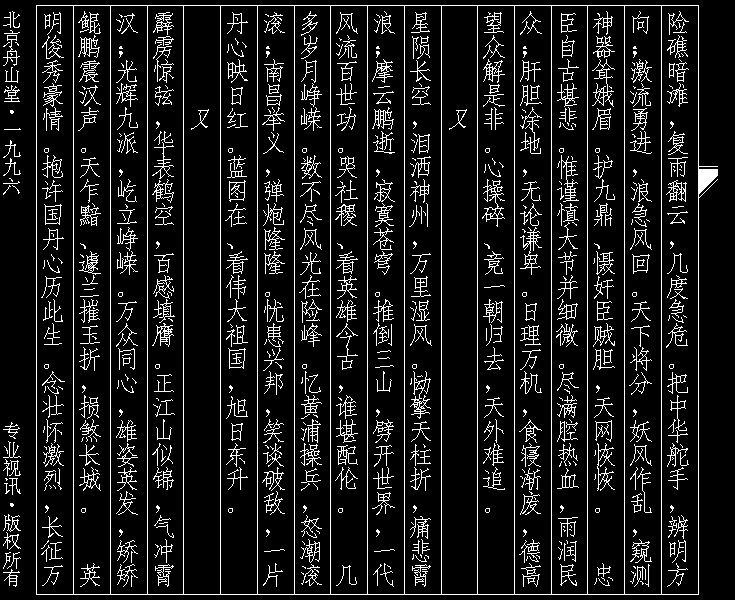 险礁暗滩,复雨翻云,几度急危。把中华舵手,辨明方
向;激流勇进,浪急风回。天下将分,妖风作乱,窥测
神器耸娥眉。护九鼎、慑奸臣贼胆,天网恢恢。　忠
臣自古堪悲。惟谨慎大节并细微。尽满腔热血,雨润民
众;肝胆涂地,无论谦卑。日理万机,食寝渐废,德高
望众解是非。心操碎、竟一朝归去,天外难追。
又
星陨长空,泪洒神州,万里湿风。恸擎天柱折,痛悲霄
浪;摩云鹏逝,寂寞苍穹。推倒三山,劈开世界,一代
风流百世功。哭社稷、看英雄今古,谁堪配伦。　几
多岁月峥嵘。数不尽风光在险峰。忆黄浦操兵,怒潮滚
滚;南昌举义,弹炮隆隆。忧患兴邦,笑谈破敌,一片
丹心映日红。蓝图在、看伟大祖国,旭日东升。
又
霹雳惊弦,华表鹤空,百感填膺。正江山似锦,气冲霄
汉;光辉九派,屹立峥嵘。万众同心,雄姿英发,矫矫
鲲鹏震汉声。天乍黯、遽兰摧玉折,损煞长城。　英
明俊秀豪情。抱许国丹心历此生。念壮怀激烈,长征万
北京舟山堂·一九九六
专业视讯·版权所有